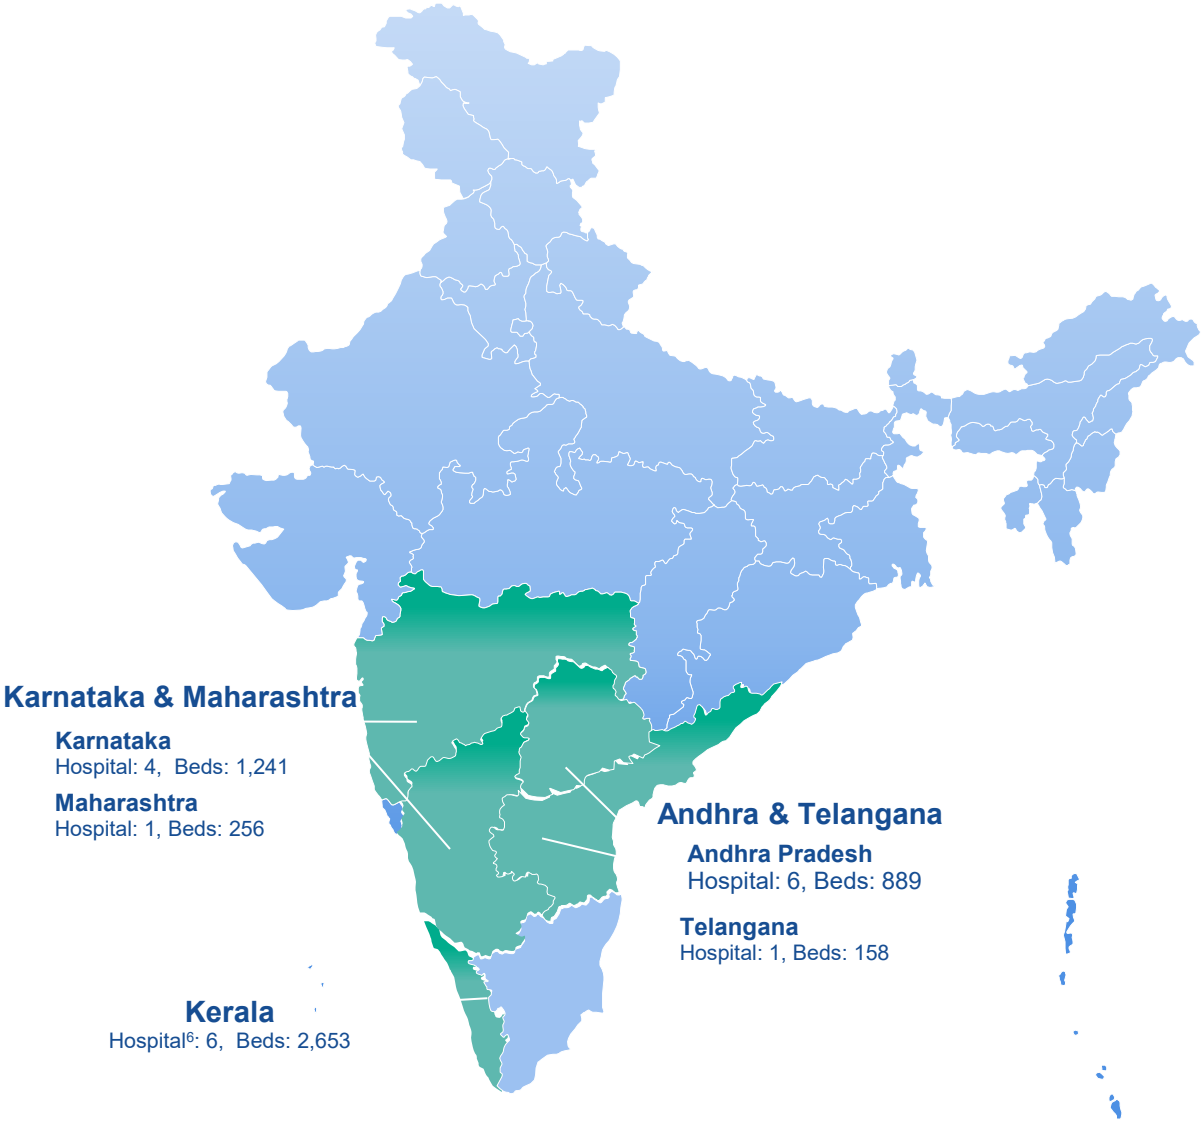 Karnataka & Maharashtra
Karnataka
Hospital: 4, Beds: 1,241
Maharashtra
Hospital: 1, Beds: 256
Andhra & Telangana
Andhra Pradesh
Hospital: 6, Beds: 889
Telangana
Hospital: 1, Beds: 158
Kerala
Hospital⁶: 6, Beds: 2,653